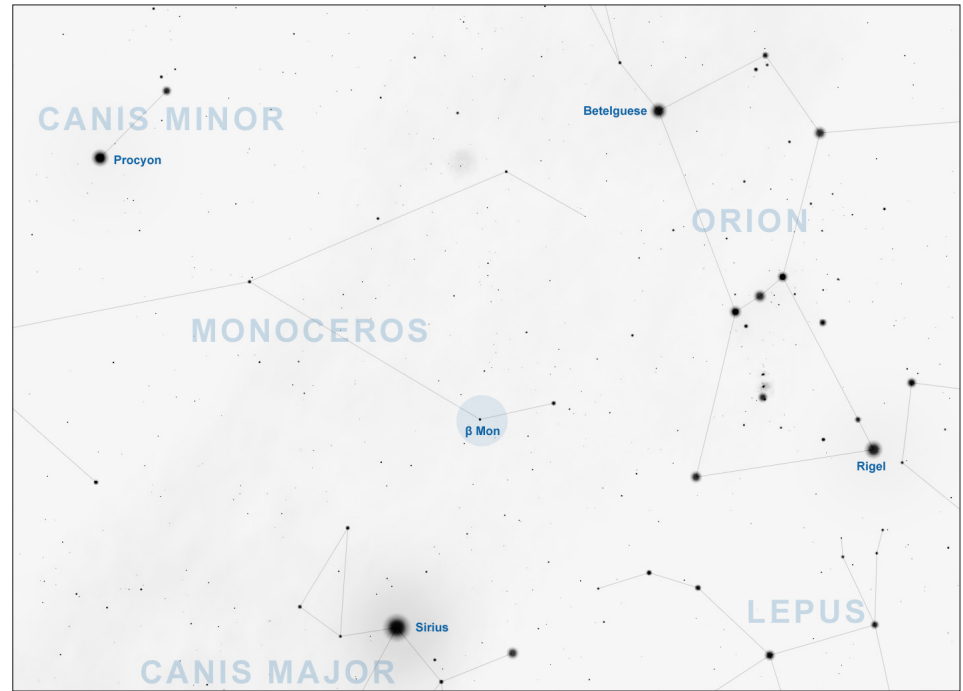 Betelguese
CANIS MINOR
Procyon
ORION
MONOCEROS
β Mon
Rigel
LEPUS
Sirius
CANIS MAJOR